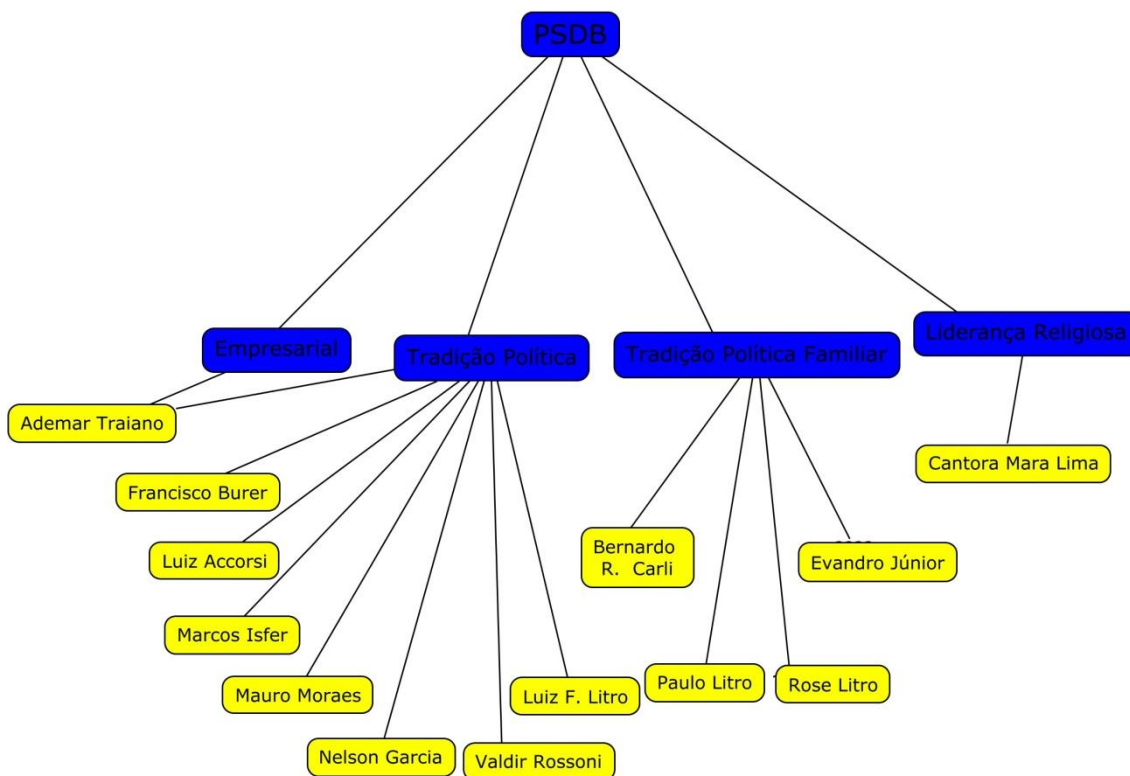 PSDB
Empresarial
Tradição Política
Tradição Política Familiar
Liderança Religiosa
Ademar Traiano
Francisco Burer
Luiz Accorsi
Marcos Isfer
Mauro Moraes
Nelson Garcia
Valdir Rossoni
Luiz F. Litro
Bernardo
R. Carli
Paulo Litro
Rose Litro
Evandro Júnior
Cantora Mara Lima